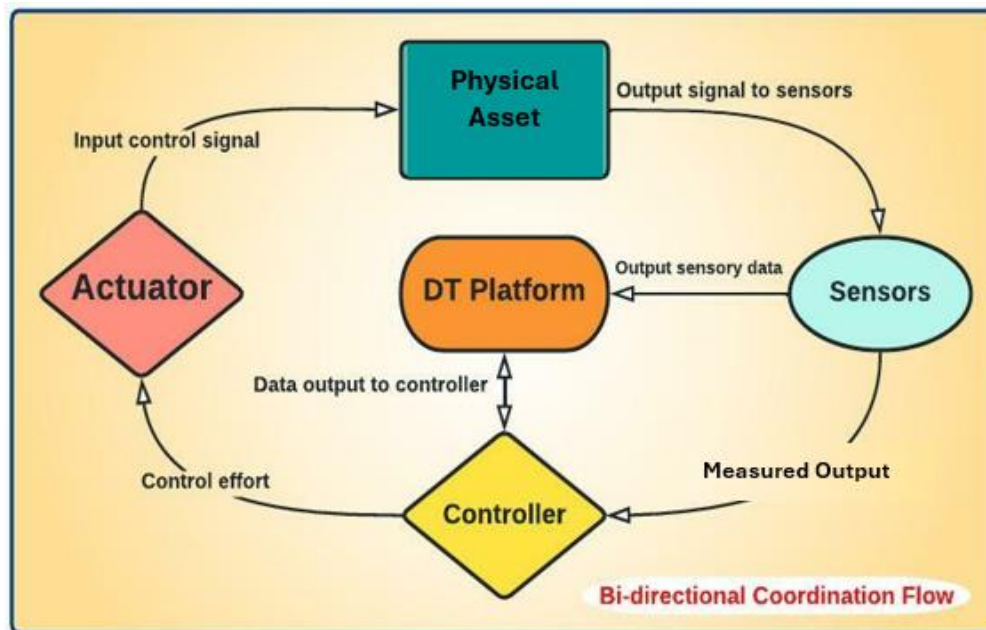 Physical
Asset
Output signal to sensors
Input control signal
Actuator
DT Platform
Output sensory data
Sensors
Data output to controller
Control effort
Controller
Measured Output
Bi-directional Coordination Flow